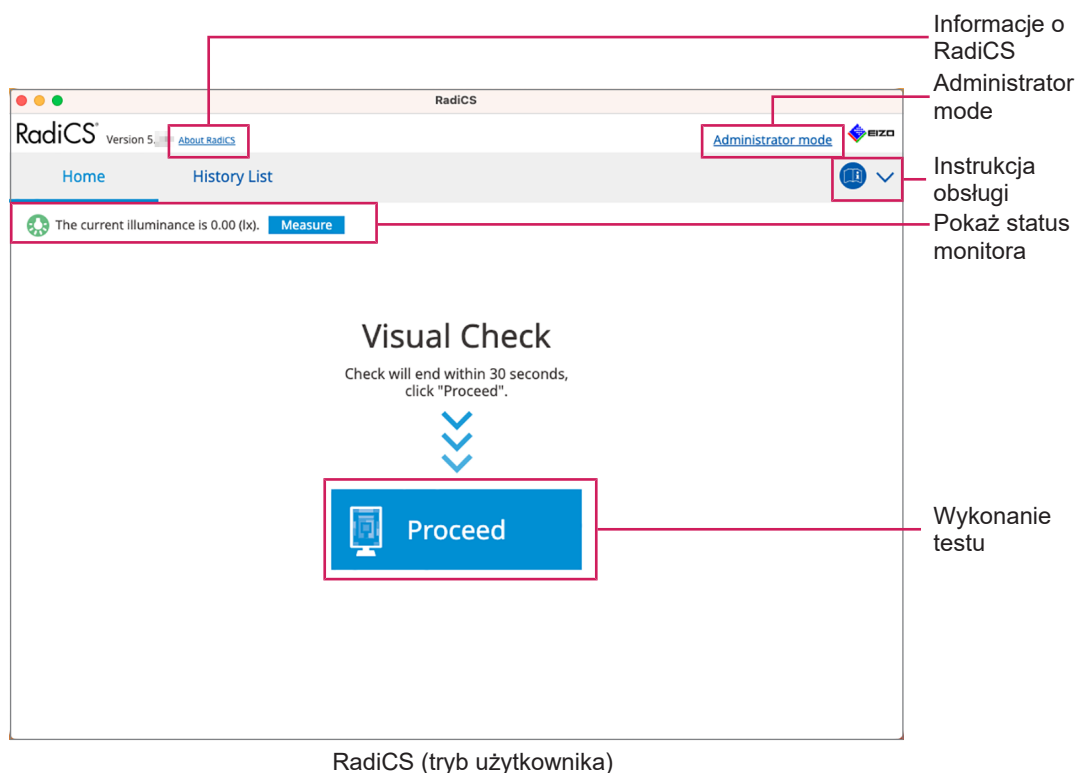 Informacje o
RadiCS
Administrator
mode
RadiCS
RadiCS® Version 5. About RadiCS
Administrator mode
EIZO
Home
History List
Instrukcja
obsługi
The current illuminance is 0.00 (lx). Measure
Pokaż status
monitora
Visual Check
Check will end within 30 seconds,
click "Proceed".
Proceed
Wykonanie
testu
RadiCS (tryb użytkownika)